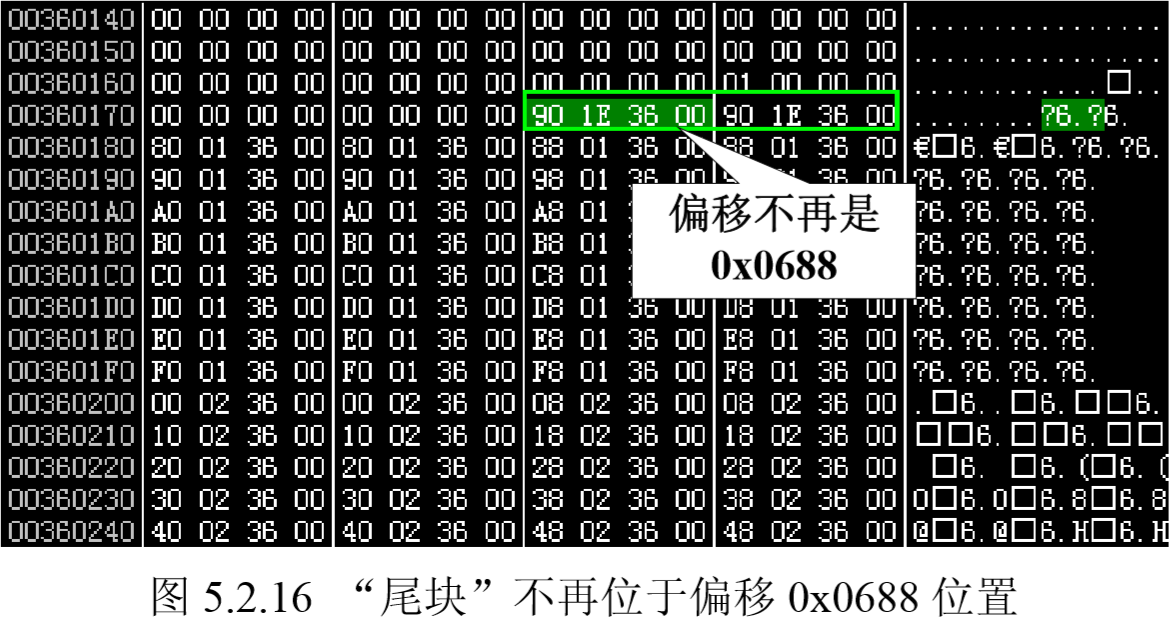 00360140 00 00 00 00 00 00 00 00 00 00 00 00 00 00 00 00 ................
00360150 00 00 00 00 00 00 00 00 00 00 00 00 00 00 00 00 ................
00360160 00 00 00 00 00 00 00 00 00 00 00 00 01 00 00 00 ............□..
00360170 00 00 00 00 00 00 00 00 90 1E 36 00 90 1E 36 00 ........?6.?6.
00360180 80 01 36 00 80 01 36 00 88 01 36 00 88 01 36 00 €□6.€□6.?6.?6.
00360190 90 01 36 00 90 01 36 00 98 01 36 00 36 00 ?6.?6.?6.?6.
003601A0 A0 01 36 00 A0 01 36 00 A8 01 ?6.?6.?6.?6.
003601B0 B0 01 36 00 B0 01 36 00 B8 01 ?6.?6.?6.?6.
003601C0 C0 01 36 00 C0 01 36 00 C8 01 ?6.?6.?6.?6.
003601D0 D0 01 36 00 D0 01 36 00 D8 01 36 00 D8 01 36 00 ?6.?6.?6.?6.
003601E0 E0 01 36 00 E0 01 36 00 E8 01 36 00 E8 01 36 00 ?6.?6.?6.?6.
003601F0 F0 01 36 00 F0 01 36 00 F8 01 36 00 F8 01 36 00 ?6.?6.?6.?6.
00360200 00 02 36 00 00 02 36 00 08 02 36 00 08 02 36 00 .□6..□6.□□6.
00360210 10 02 36 00 10 02 36 00 18 02 36 00 18 02 36 00 □□6.□□6.□□
00360220 20 02 36 00 20 02 36 00 28 02 36 00 28 02 36 00 □6. □6.(□6.(
00360230 30 02 36 00 30 02 36 00 38 02 36 00 38 02 36 00 0□6.0□6.8□6.8
00360240 40 02 36 00 40 02 36 00 48 02 36 00 48 02 36 00 @□6.@□6.H□6.H
偏移不再是
0x0688
图 5.2.16 “尾块”不再位于偏移 0x0688 位置